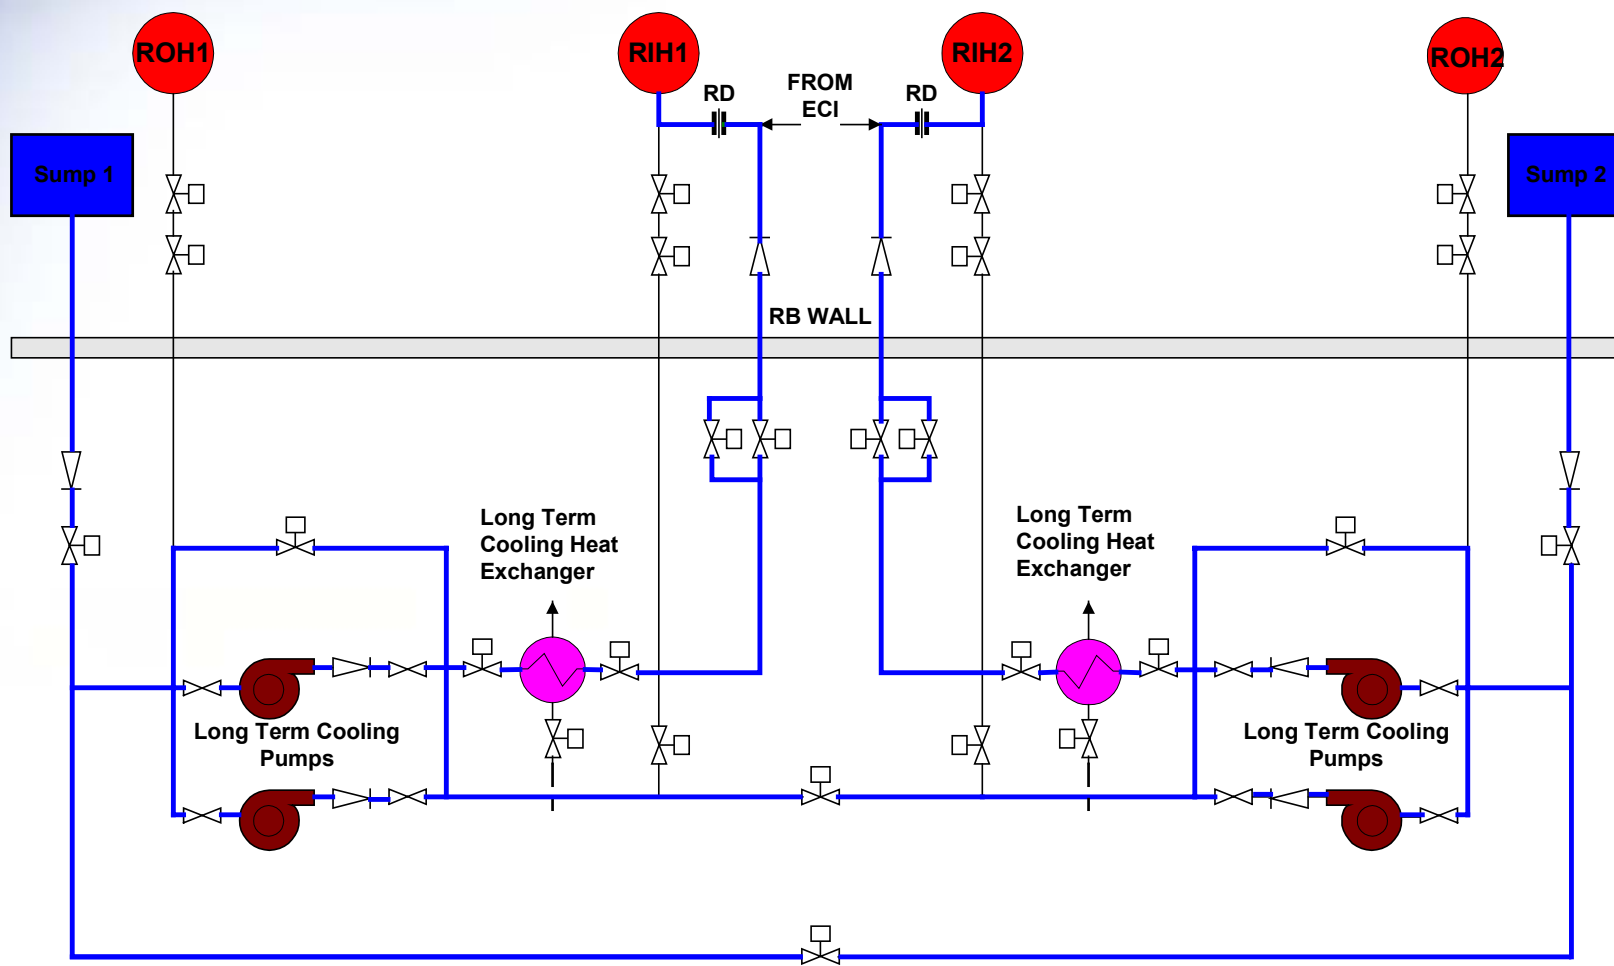 ROH1
RIH1
RIH2
ROH2
RD
FROM
ECI
RD
Sump 1
Sump 2
RB WALL
Long Term
Cooling Heat
Exchanger
Long Term
Cooling Heat
Exchanger
Long Term Cooling
Pumps
Long Term Cooling
Pumps